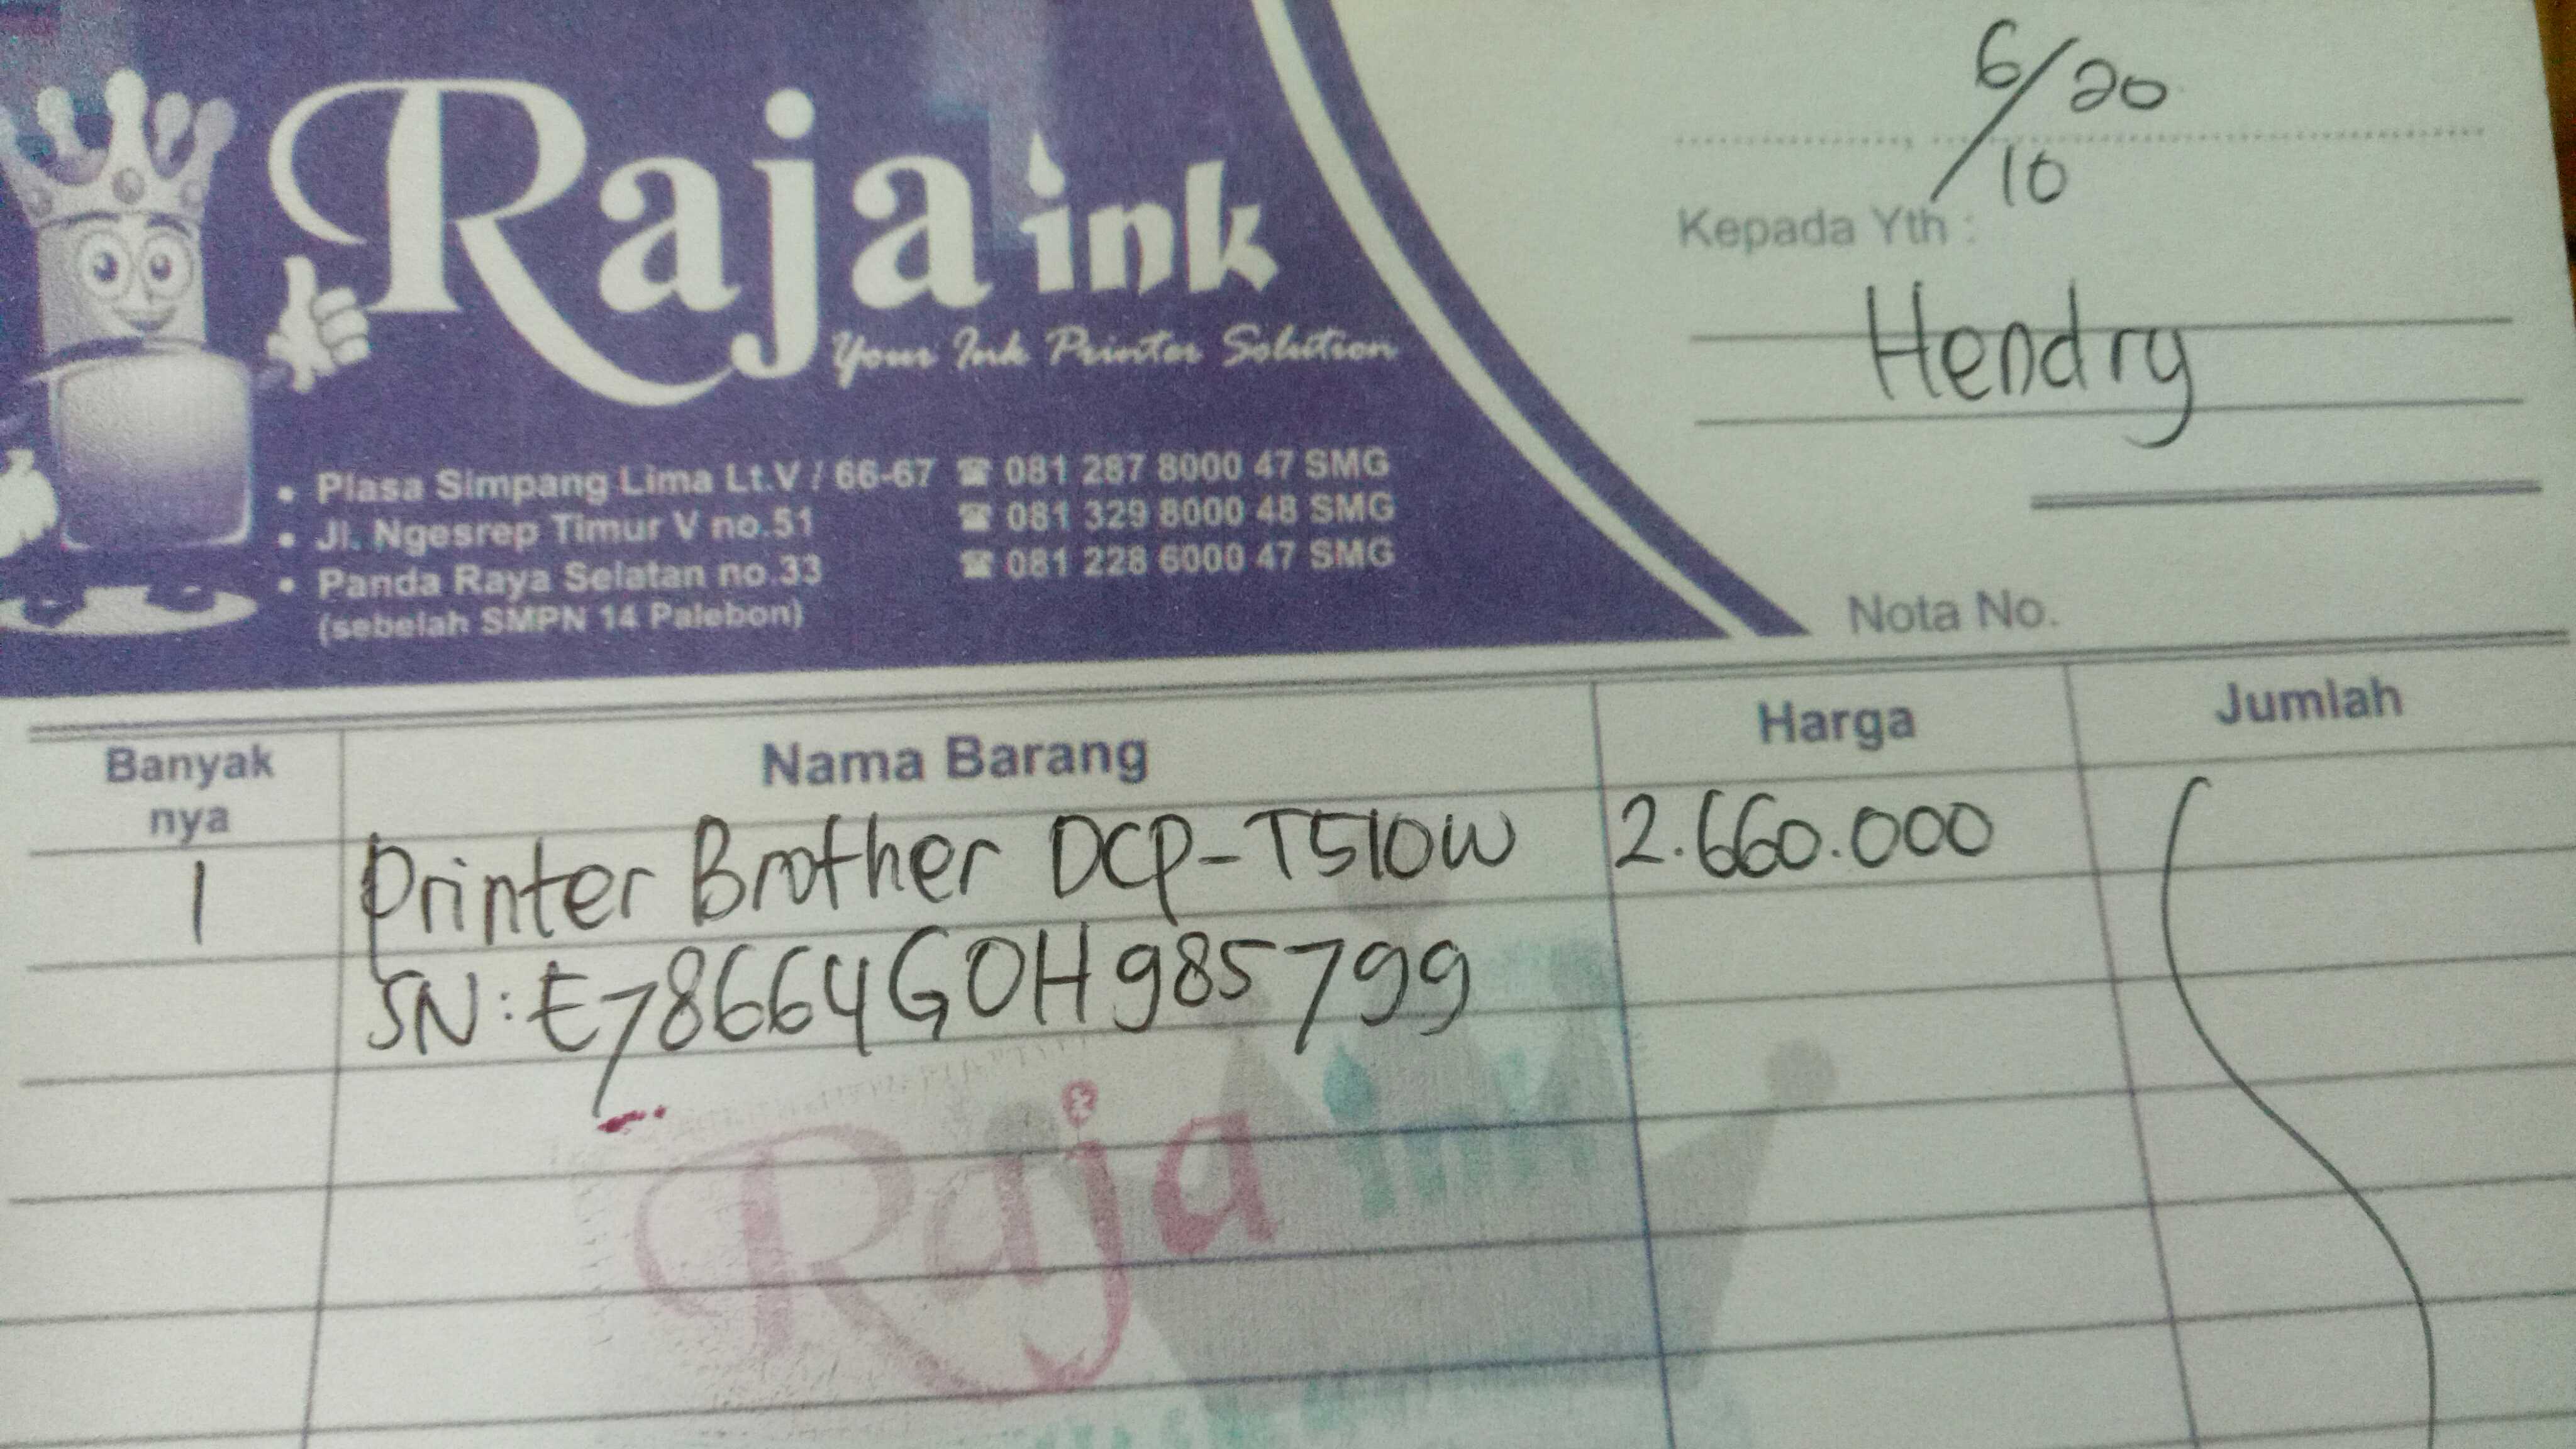 6/10 20
Kepada Yth :
Hendry
Raja ink
Your Ink Printer Solution
• Plasa Simpang Lima Lt.V / 66-67 ☎ 081 287 8000 47 SMG
• Jl. Ngesrep Timur V no.51 ☎ 081 329 8000 48 SMG
• Panda Raya Selatan no.33 ☎ 081 228 6000 47 SMG
(sebelah SMPN 14 Palebon)
Nota No.
Banyak nya Nama Barang Harga Jumlah
1 Printer Brother DCP-T510W 2.660.000
SN: E78664G0H985799
Raja ink